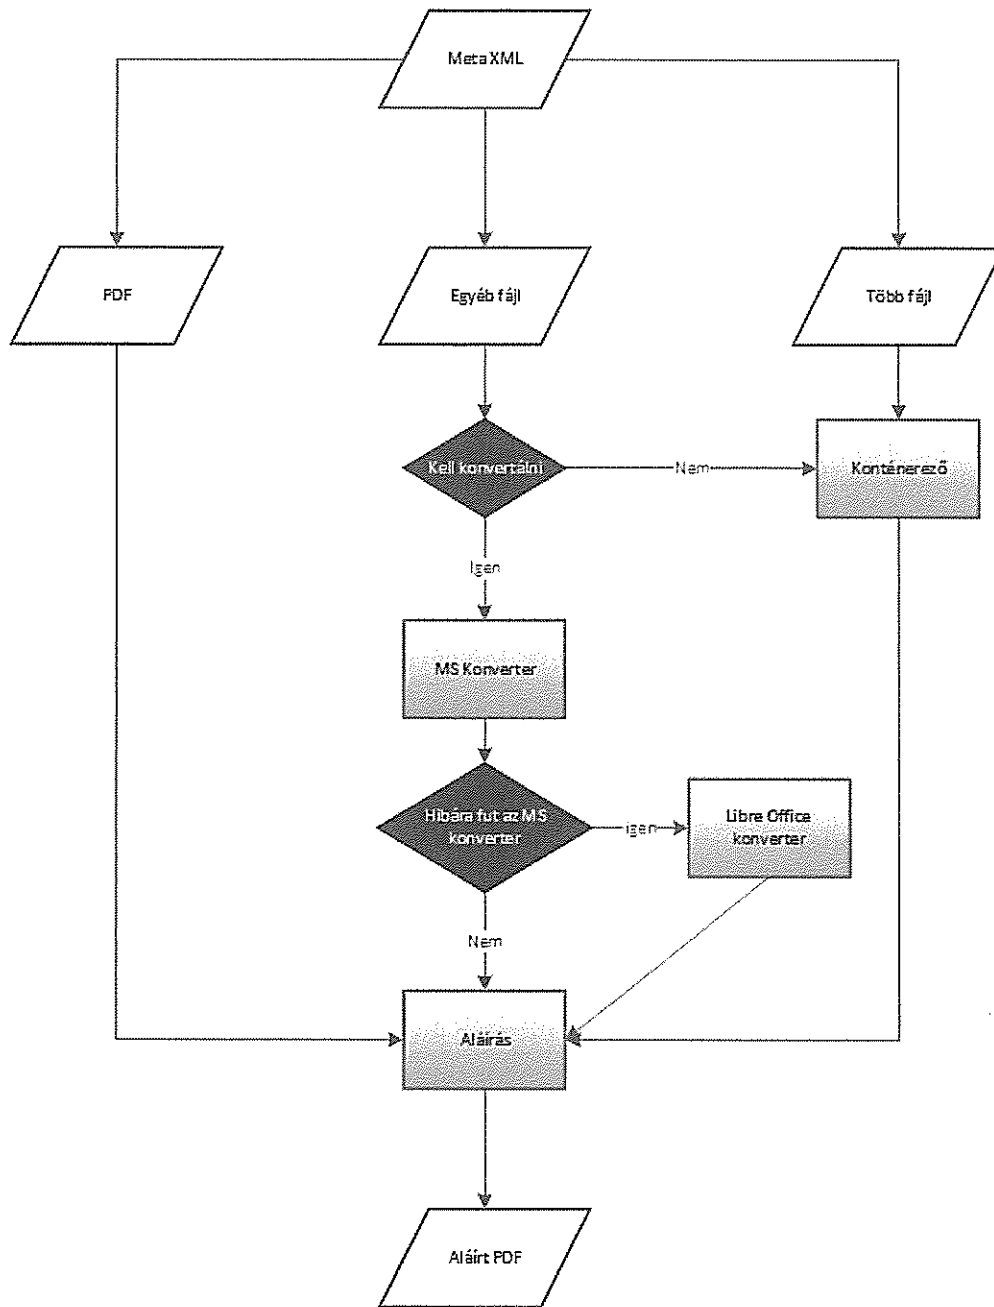 Meta XML
PDF
Egyéb fájl
Több fájl
Kell konvertálni
Nem
Konténerező
Igen
MS Konverter
Hibára fut az MS
konverter
igen
Libre Office
konverter
Nem
Aláírás
Aláírt PDF